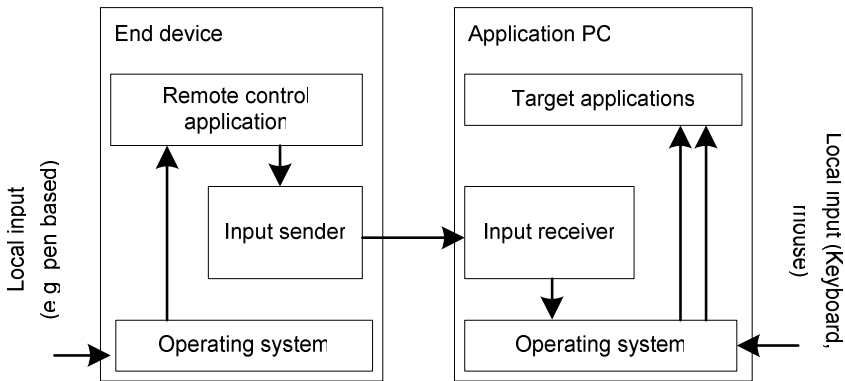 End device
Remote control
application
Input sender
Operating system
Local input
(e.g. pen based)
Application PC
Target applications
Input receiver
Operating system
Local input (Keyboard,
mouse)